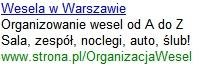 Wesela w Warszawie
Organizowanie wesel od A do Z
Sala, zespół, noclegi, auto, ślub!
www.strona.pl/OrganizacjaWesel